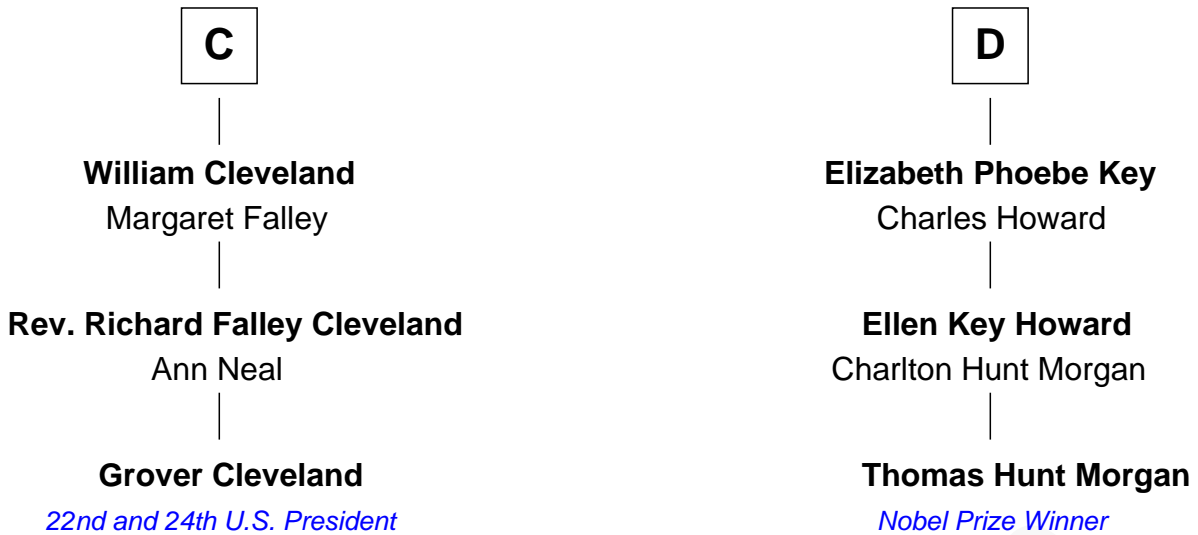 C
William Cleveland
Margaret Falley
Rev. Richard Falley Cleveland
Ann Neal
Grover Cleveland
22nd and 24th U.S. President
D
Elizabeth Phoebe Key
Charles Howard
Ellen Key Howard
Charlton Hunt Morgan
Thomas Hunt Morgan
Nobel Prize Winner